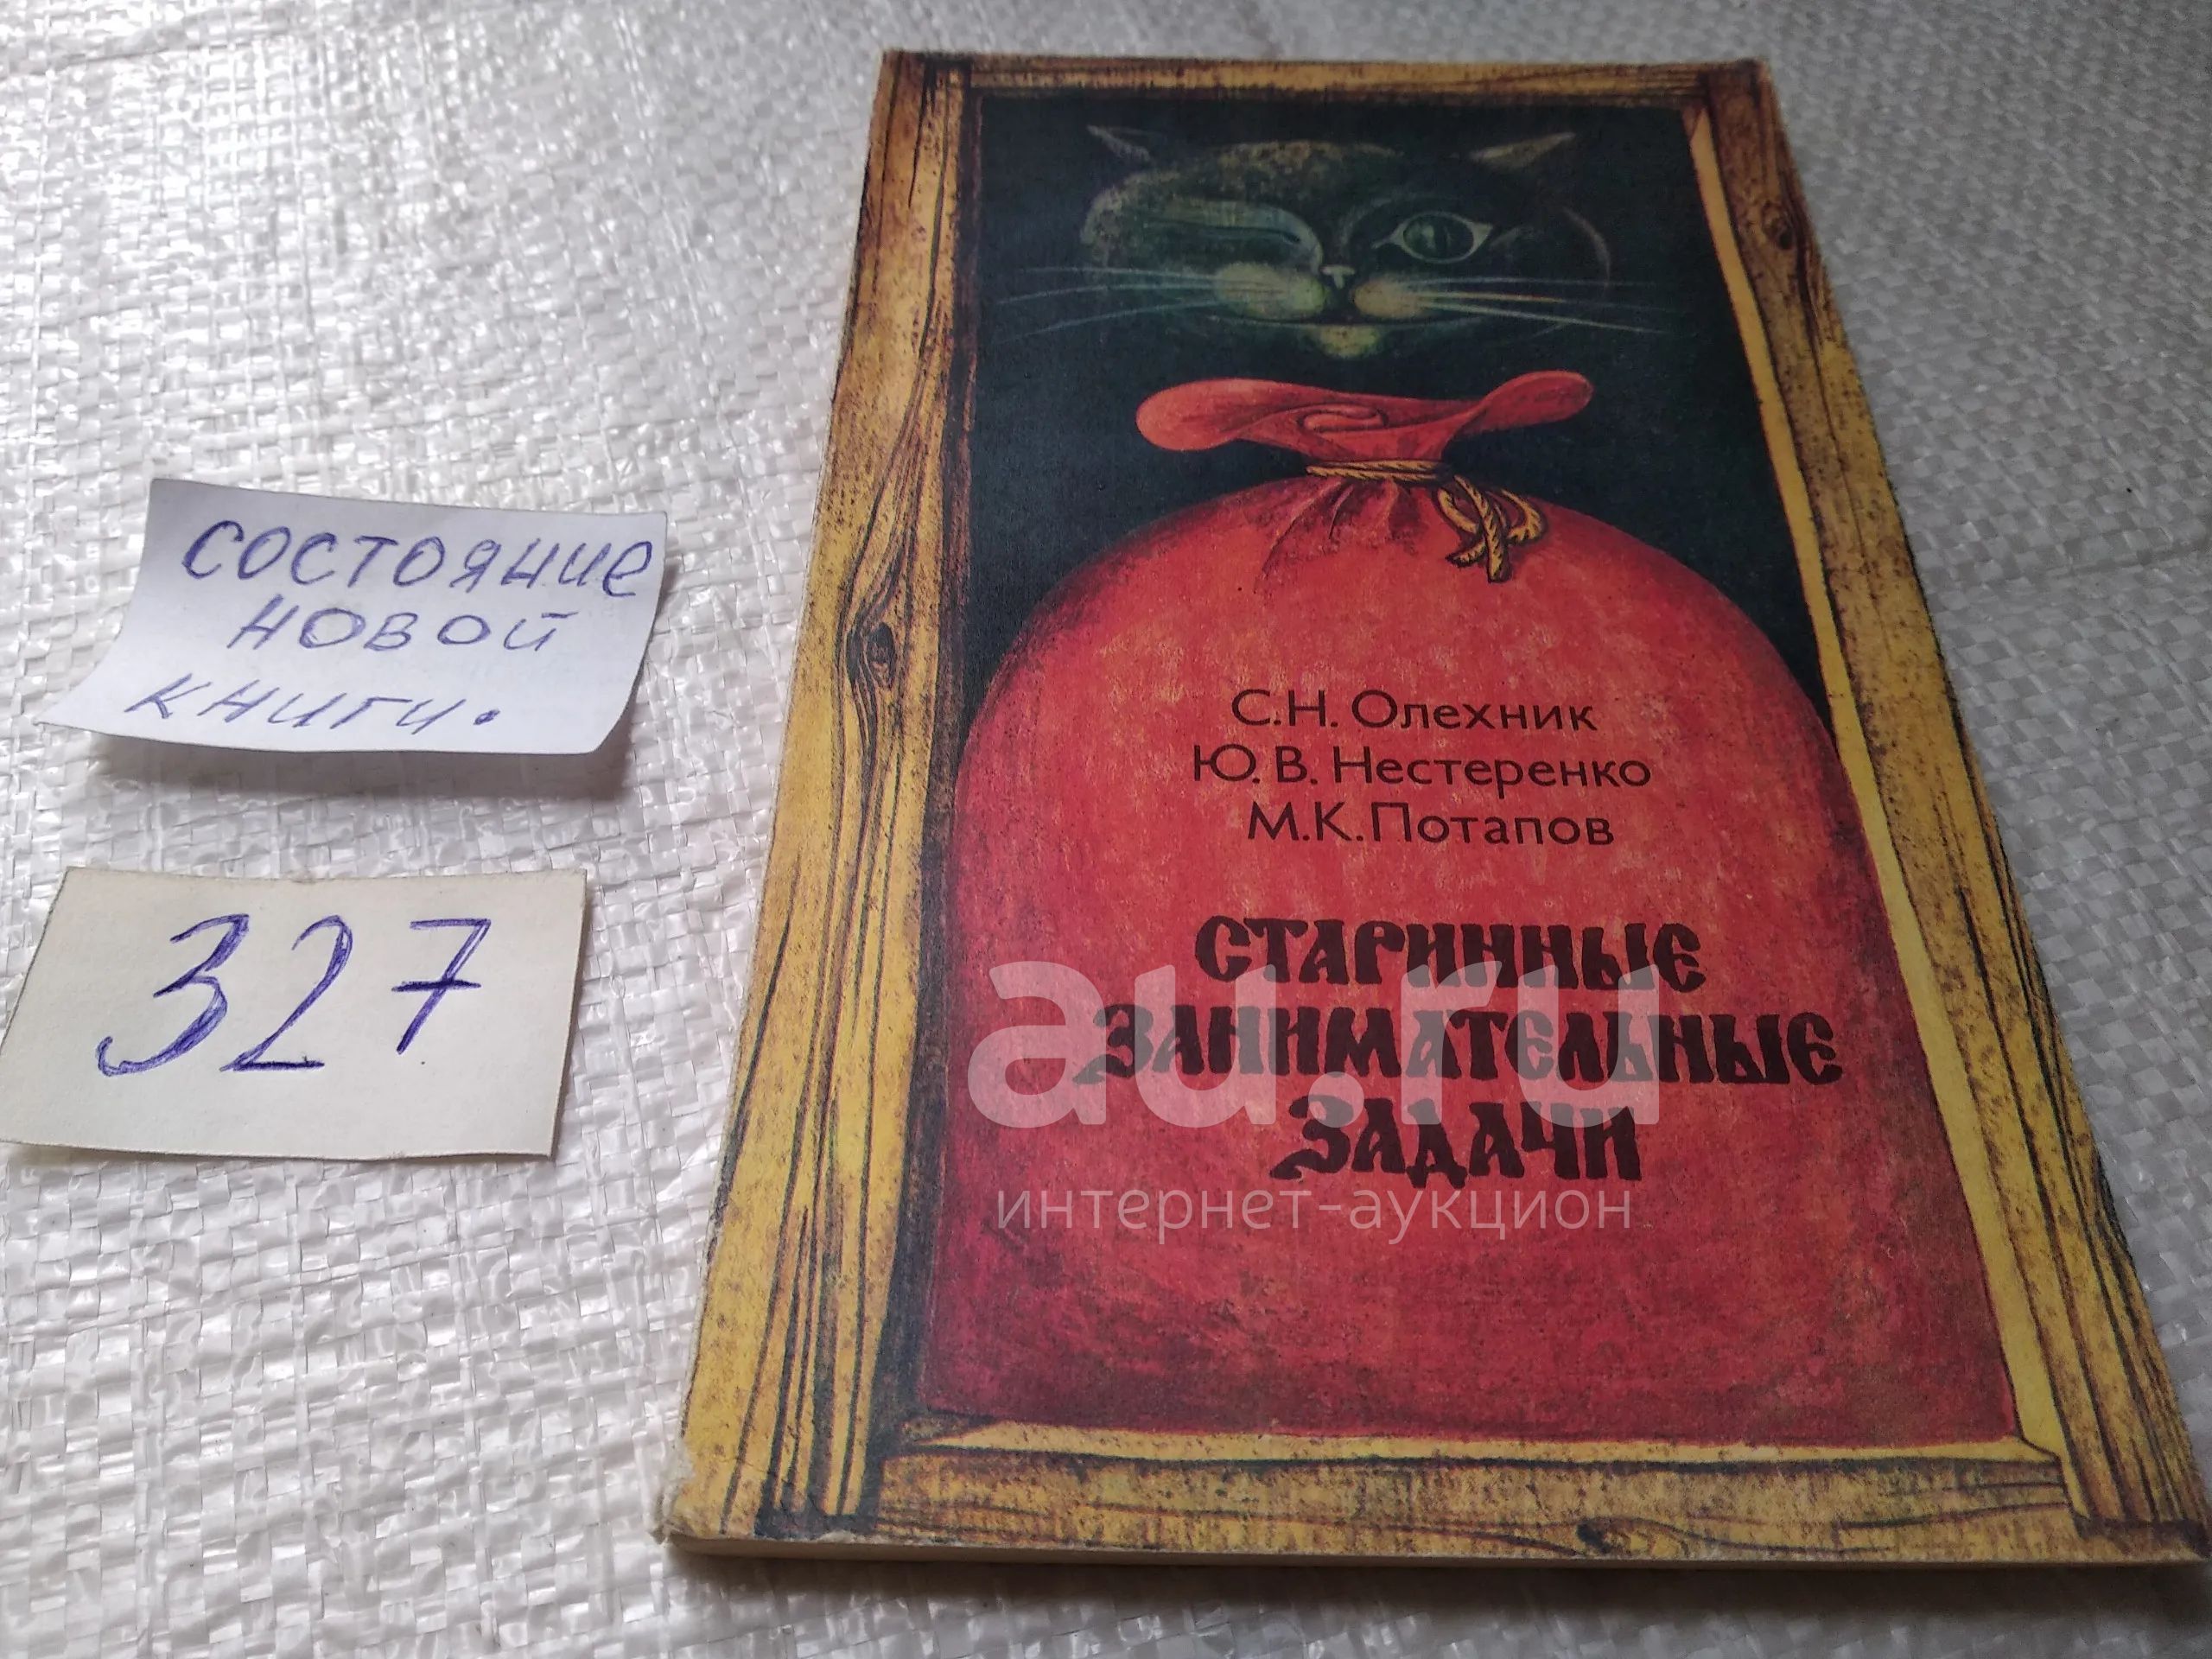 состояние
новой
книги.
327
С.Н. Олехник
Ю.В. Нестеренко
М.К. Потапов
СТАРИННЫЕ
ЗАНИМАТЕЛЬНЫЕ
ЗАДАЧИ
au.ru
интернет-аукцион